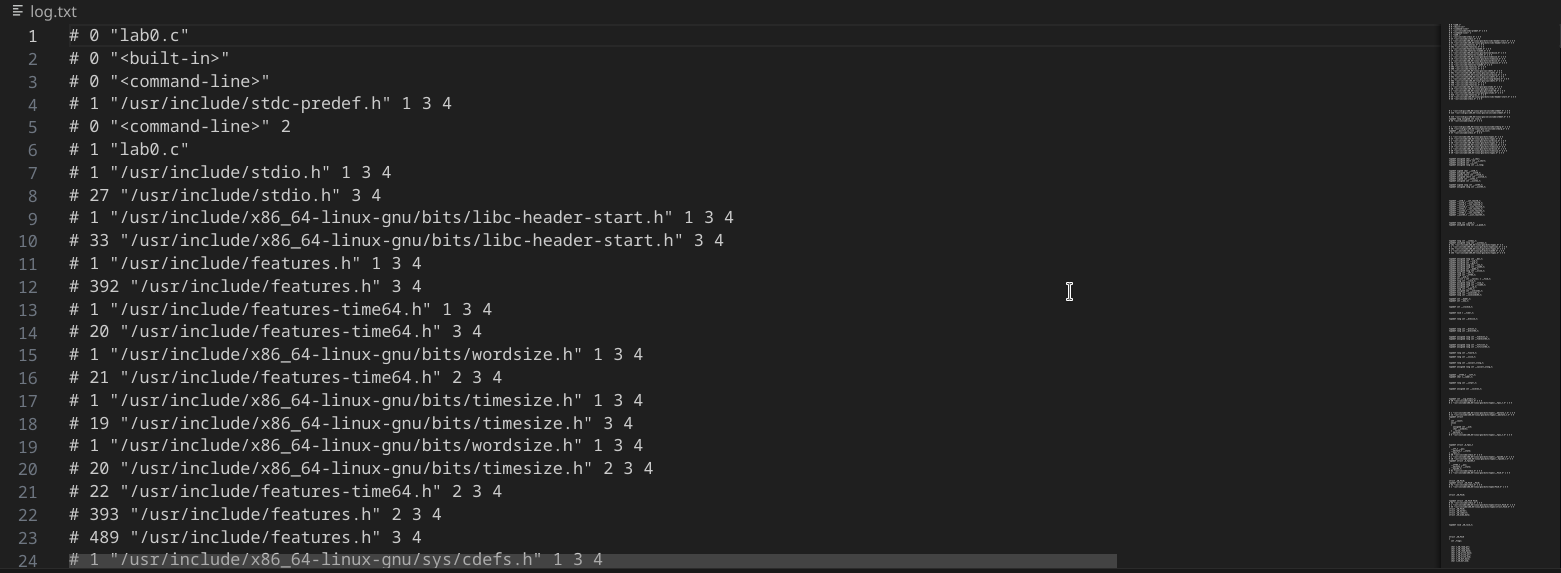 log.txt
1 # 0 "lab0.c"
2 # 0 "<built-in>"
3 # 0 "<command-line>"
4 # 1 "/usr/include/stdc-predef.h" 1 3 4
5 # 0 "<command-line>" 2
6 # 1 "lab0.c"
7 # 1 "/usr/include/stdio.h" 1 3 4
8 # 27 "/usr/include/stdio.h" 3 4
9 # 1 "/usr/include/x86_64-linux-gnu/bits/libc-header-start.h" 1 3 4
10 # 33 "/usr/include/x86_64-linux-gnu/bits/libc-header-start.h" 3 4
11 # 1 "/usr/include/features.h" 1 3 4
12 # 392 "/usr/include/features.h" 3 4
13 # 1 "/usr/include/features-time64.h" 1 3 4
14 # 20 "/usr/include/features-time64.h" 3 4
15 # 1 "/usr/include/x86_64-linux-gnu/bits/wordsize.h" 1 3 4
16 # 21 "/usr/include/features-time64.h" 2 3 4
17 # 1 "/usr/include/x86_64-linux-gnu/bits/timesize.h" 1 3 4
18 # 19 "/usr/include/x86_64-linux-gnu/bits/timesize.h" 3 4
19 # 1 "/usr/include/x86_64-linux-gnu/bits/wordsize.h" 1 3 4
20 # 20 "/usr/include/x86_64-linux-gnu/bits/timesize.h" 2 3 4
21 # 22 "/usr/include/features-time64.h" 2 3 4
22 # 393 "/usr/include/features.h" 2 3 4
23 # 489 "/usr/include/features.h" 3 4
24 # 1 "/usr/include/x86_64-linux-gnu/sys/cdefs.h" 1 3 4